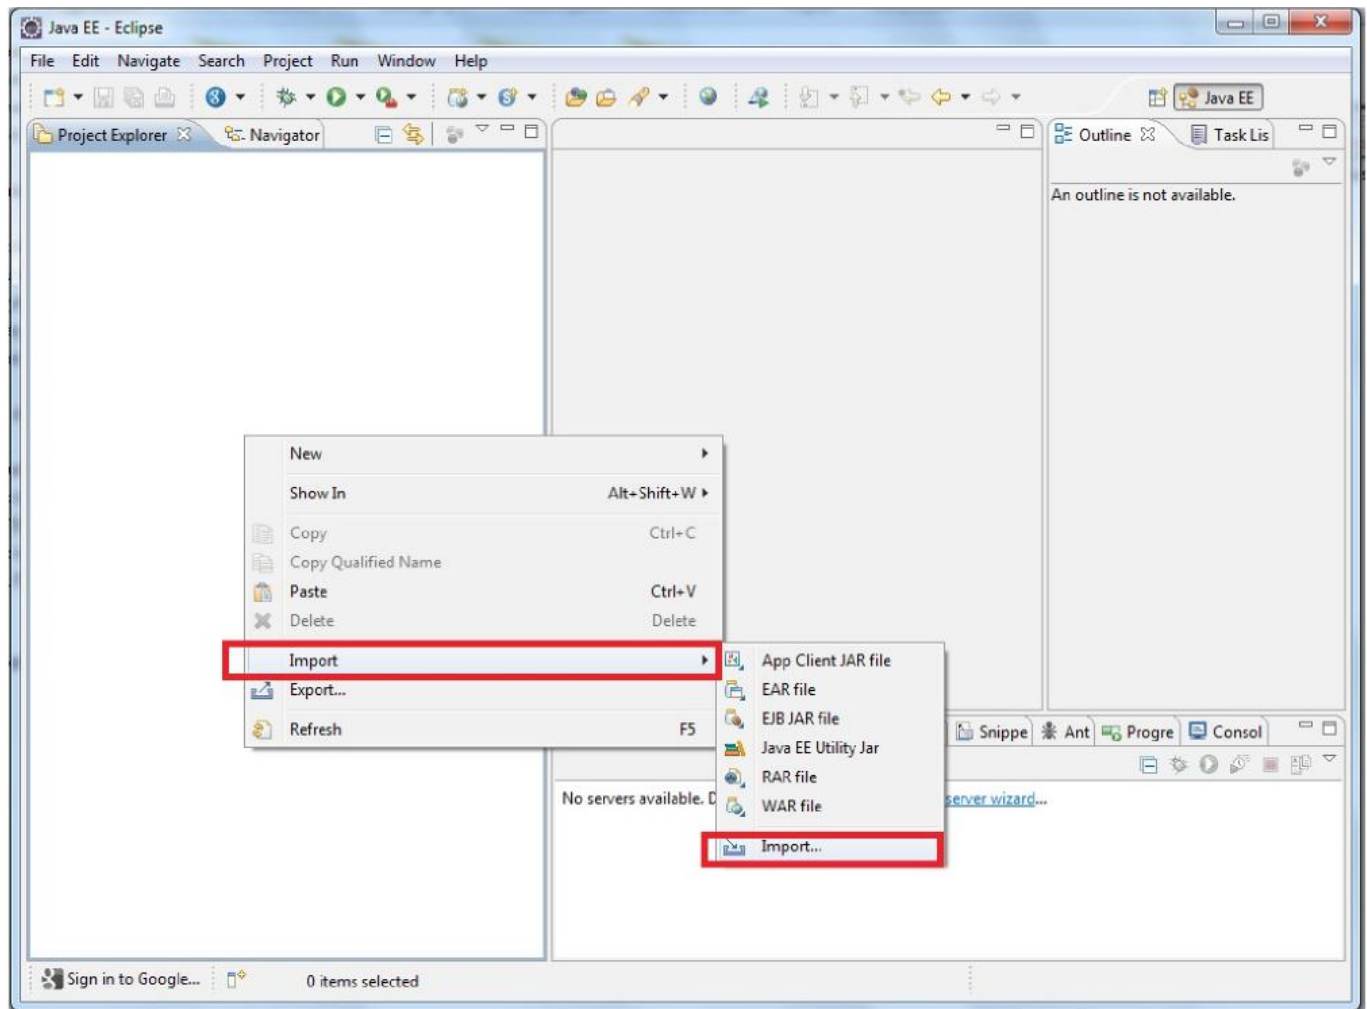 Java EE - Eclipse
File Edit Navigate Search Project Run Window Help
Java EE
Project Explorer Navigator
Outline Task Lis
An outline is not available.
New
Show In Alt+Shift+W
Copy Ctrl+C
Copy Qualified Name
Paste Ctrl+V
Delete Delete
Import
Export...
Refresh F5
App Client JAR file
EAR file
EJB JAR file
Java EE Utility Jar
RAR file
WAR file
Import...
Snippe Ant Progre Consol
No servers available. D server wizard...
Sign in to Google... 0 items selected